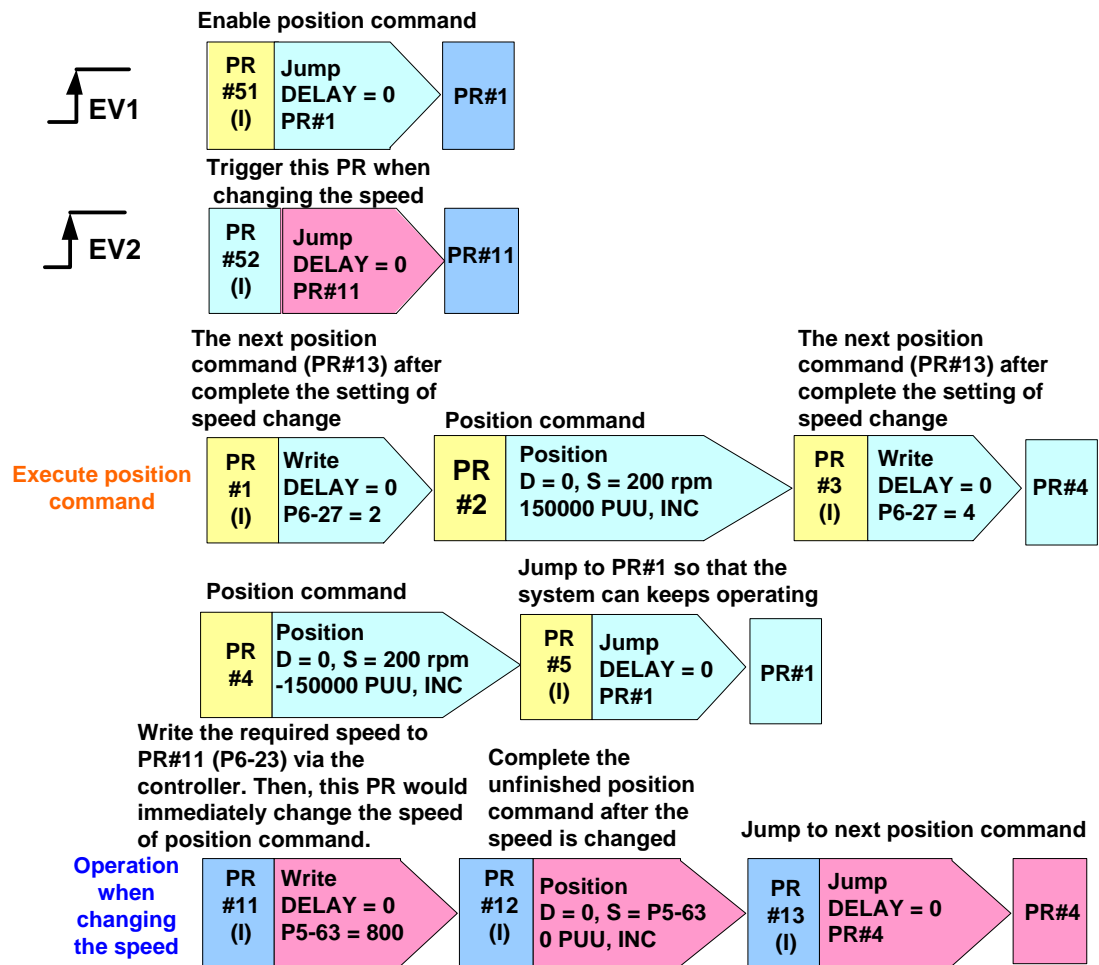 Enable position command
EV1
PR
#51
(I)
Jump
DELAY = 0
PR#1
PR#1
Trigger this PR when
changing the speed
EV2
PR
#52
(I)
Jump
DELAY = 0
PR#11
PR#11
The next position
command (PR#13) after
complete the setting of
speed change
Position command
The next position
command (PR#13) after
complete the setting of
speed change
Execute position
command
PR
#1
(I)
Write
DELAY = 0
P6-27 = 2
PR
#2
Position
D = 0, S = 200 rpm
150000 PUU, INC
PR
#3
(I)
Write
DELAY = 0
P6-27 = 4
PR#4
Position command
Jump to PR#1 so that the
system can keeps operating
PR
#4
Position
D = 0, S = 200 rpm
-150000 PUU, INC
PR
#5
(I)
Jump
DELAY = 0
PR#1
PR#1
Write the required speed to
PR#11 (P6-23) via the
controller. Then, this PR would
immediately change the speed
of position command.
Complete the
unfinished position
command after the
speed is changed
Jump to next position command
Operation
when
changing
the speed
PR
#11
(I)
Write
DELAY = 0
P5-63 = 800
PR
#12
(I)
Position
D = 0, S = P5-63
0 PUU, INC
PR
#13
(I)
Jump
DELAY = 0
PR#4
PR#4